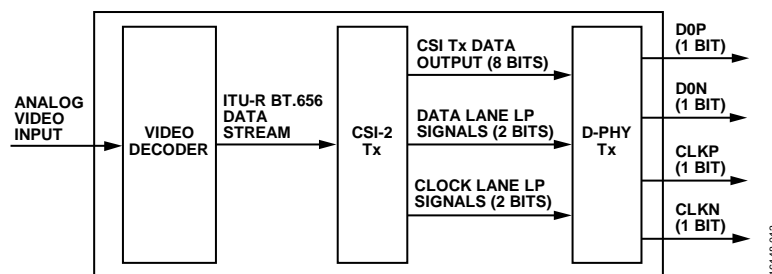 ANALOG
VIDEO
INPUT
VIDEO
DECODER
ITU-R BT.656
DATA
STREAM
CSI-2
Tx
CSI Tx DATA
OUTPUT (8 BITS)
DATA LANE LP
SIGNALS (2 BITS)
CLOCK LANE LP
SIGNALS (2 BITS)
D-PHY
Tx
D0P
(1 BIT)
D0N
(1 BIT)
CLKP
(1 BIT)
CLKN
(1 BIT)